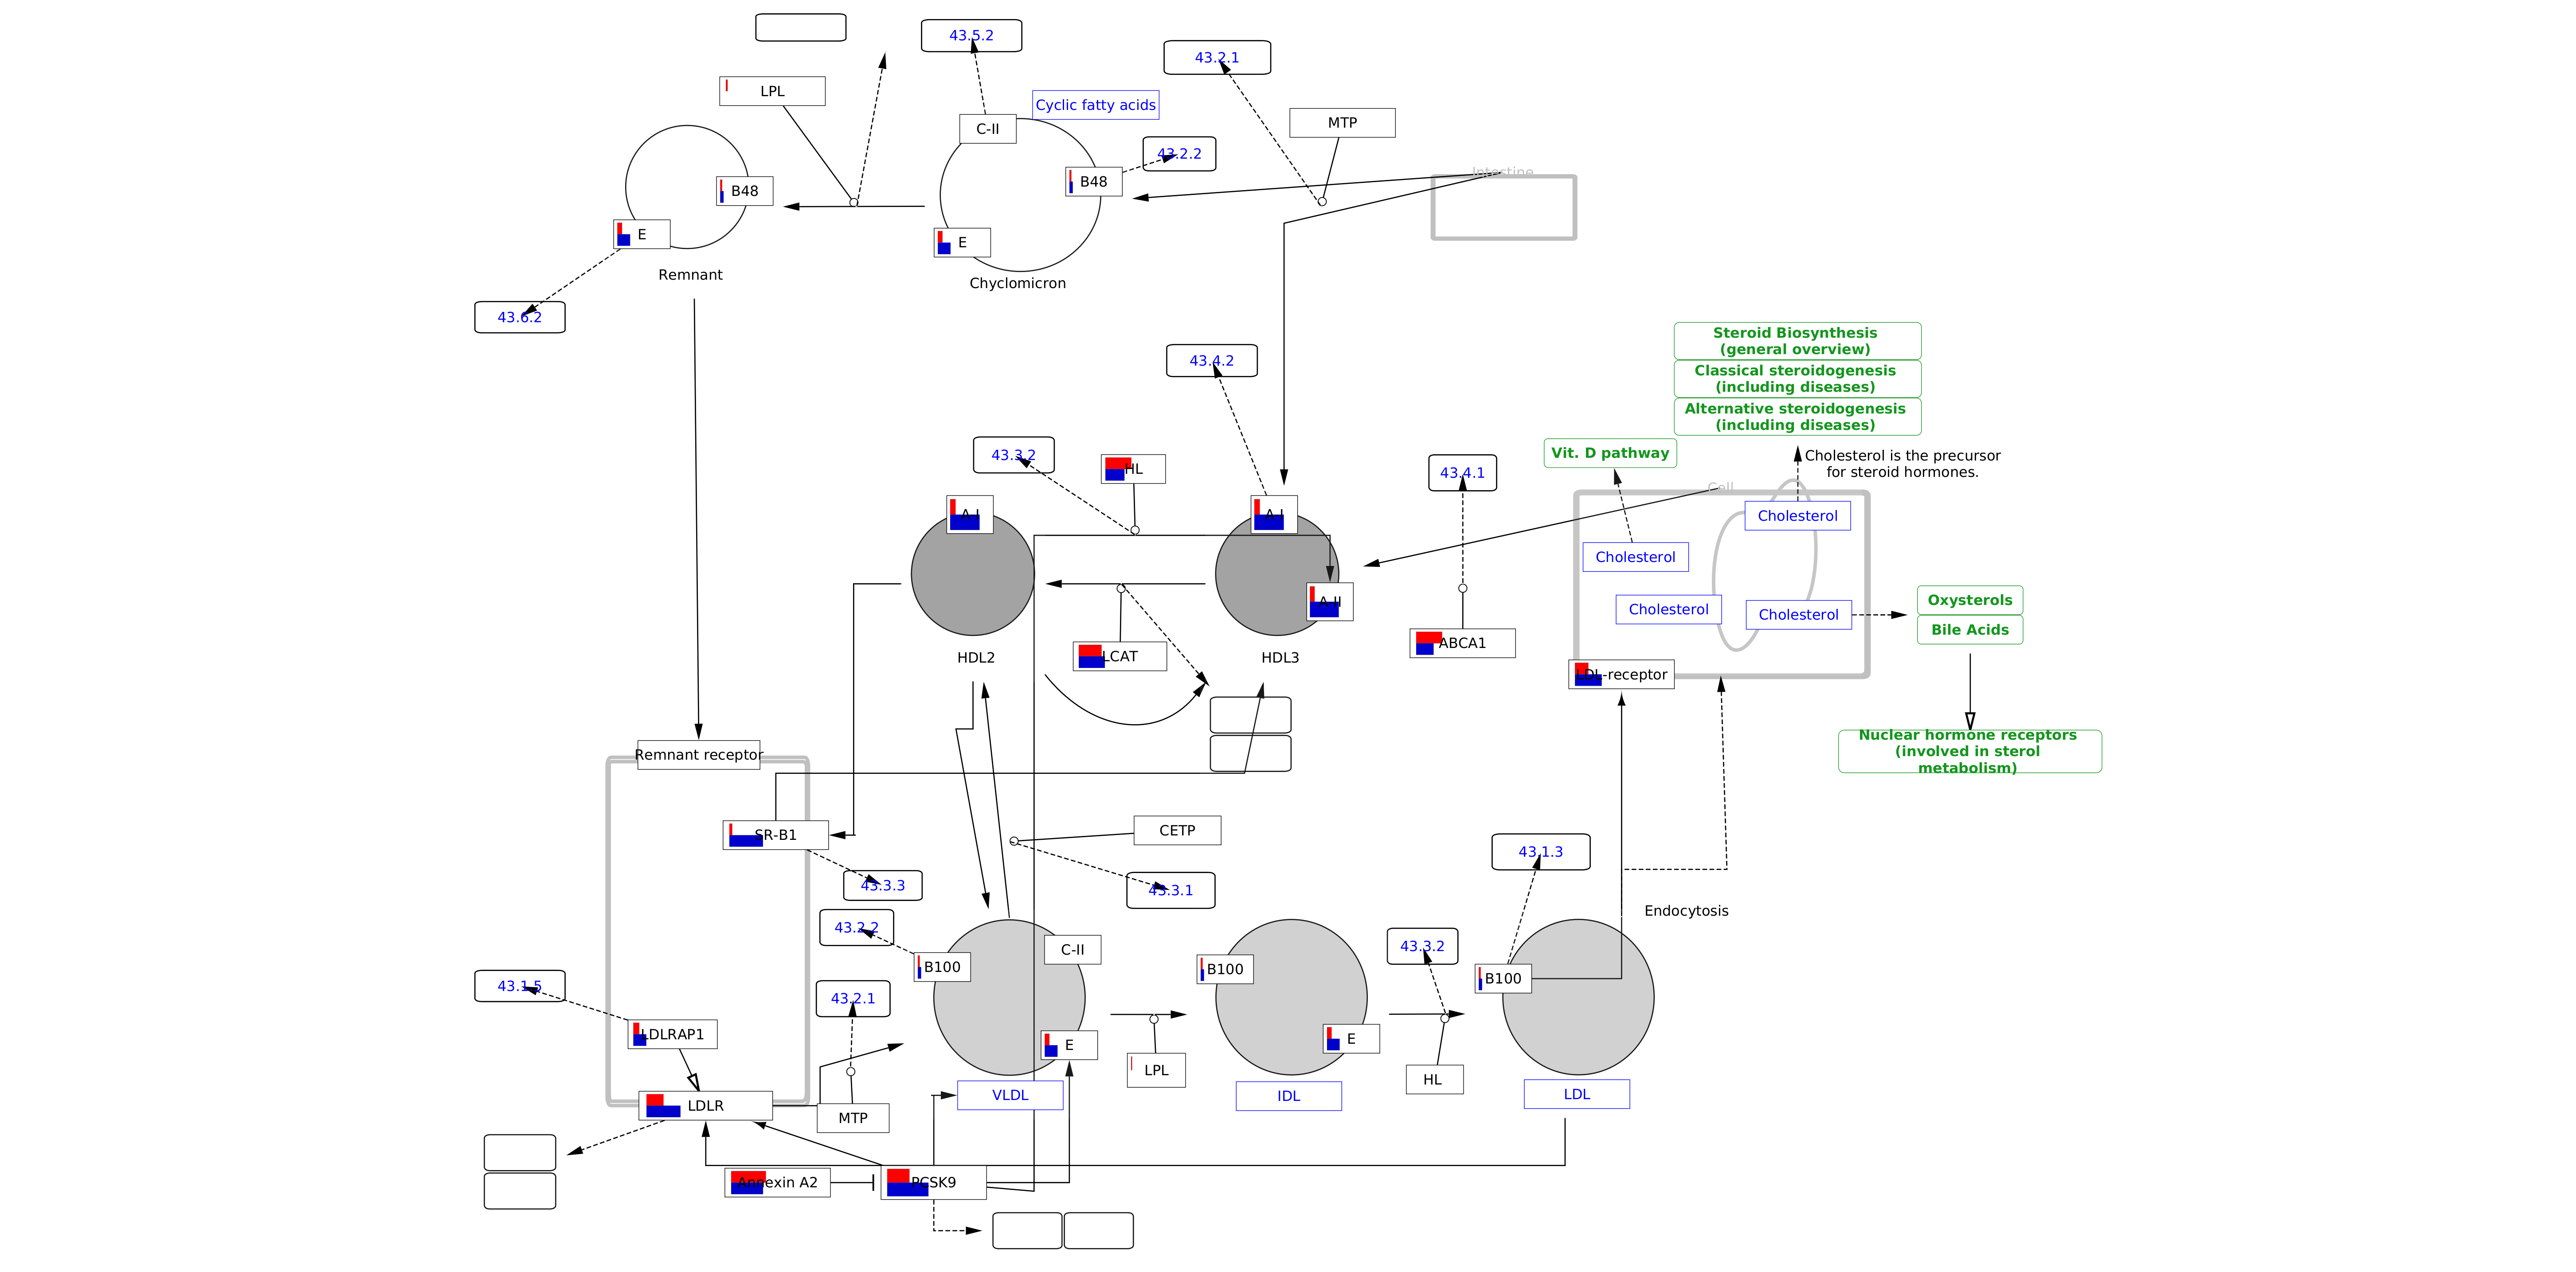 43.5.2
43.2.1
LPL
Cyclic fatty acids
C-II
MTP
43.2.2
B48
B48
Intestine
E
E
Remnant
Chyclomicron
43.6.2
Steroid Biosynthesis
(general overview)
43.4.2
Classical steroidogenesis
(including diseases)
Alternative steroidogenesis
(including diseases)
43.3.2
HL
Vit. D pathway
Cholesterol is the precursor
for steroid hormones.
43.4.1
Cell
A-I
A-I
Cholesterol
Cholesterol
A-II
Cholesterol
Cholesterol
Oxysterols
Bile Acids
HDL2
LCAT
HDL3
ABCA1
LDL-receptor
Remnant receptor
Nuclear hormone receptors
(involved in sterol
metabolism)
SR-B1
CETP
43.1.3
43.3.3
43.3.1
Endocytosis
43.2.2
C-II
43.3.2
B100
B100
B100
43.1.5
43.2.1
LDLRAP1
E
E
LPL
HL
VLDL
IDL
LDL
LDLR
MTP
Annexin A2
PCSK9